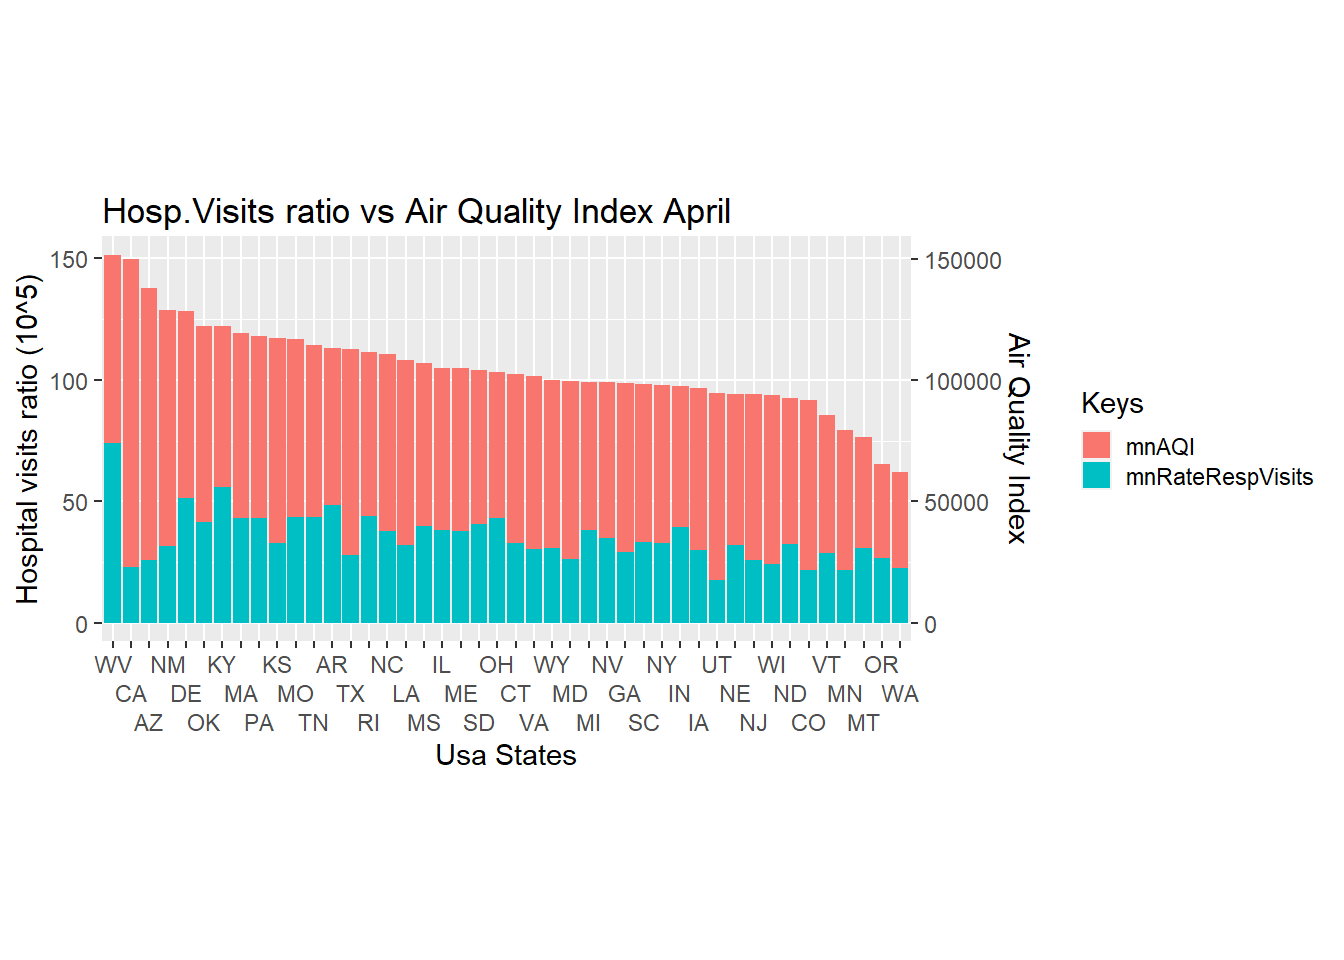 Hosp.Visits ratio vs Air Quality Index April
Hospital visits ratio (10^5)
150
100
50
0
150000
100000
50000
0
Air Quality Index
WV NM KY KS AR NC IL OH WY NV NY UT WI VT OR
CA DE MA MO TX LA ME CT MD GA IN NE ND MN WA
AZ OK PA TN RI MS SD VA MI SC IA NJ CO MT
Usa States
Keys
mnAQI
mnRateRespVisits